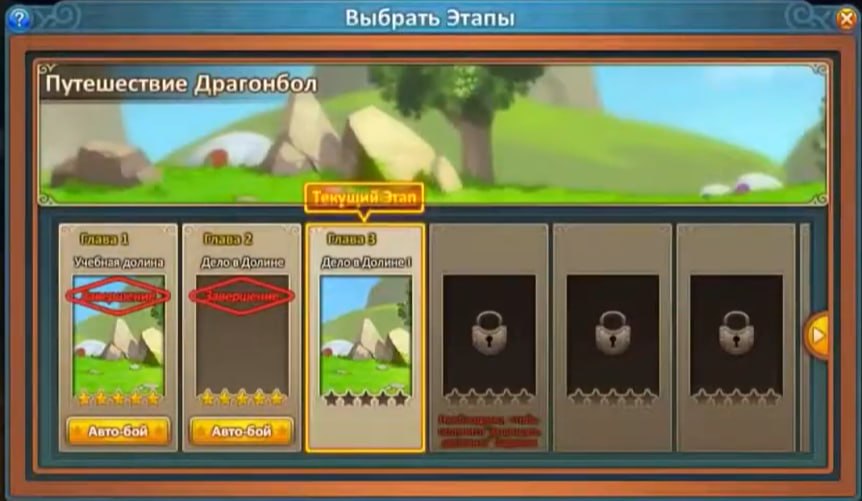 Выбрать Этапы
Путешествие Драгонбол
Текущий Этап
Глава 1
Учебная долина
Завершение
Авто-бой
Глава 2
Дело в Долине
Завершение
Авто-бой
Глава 3
Дело в Долине I